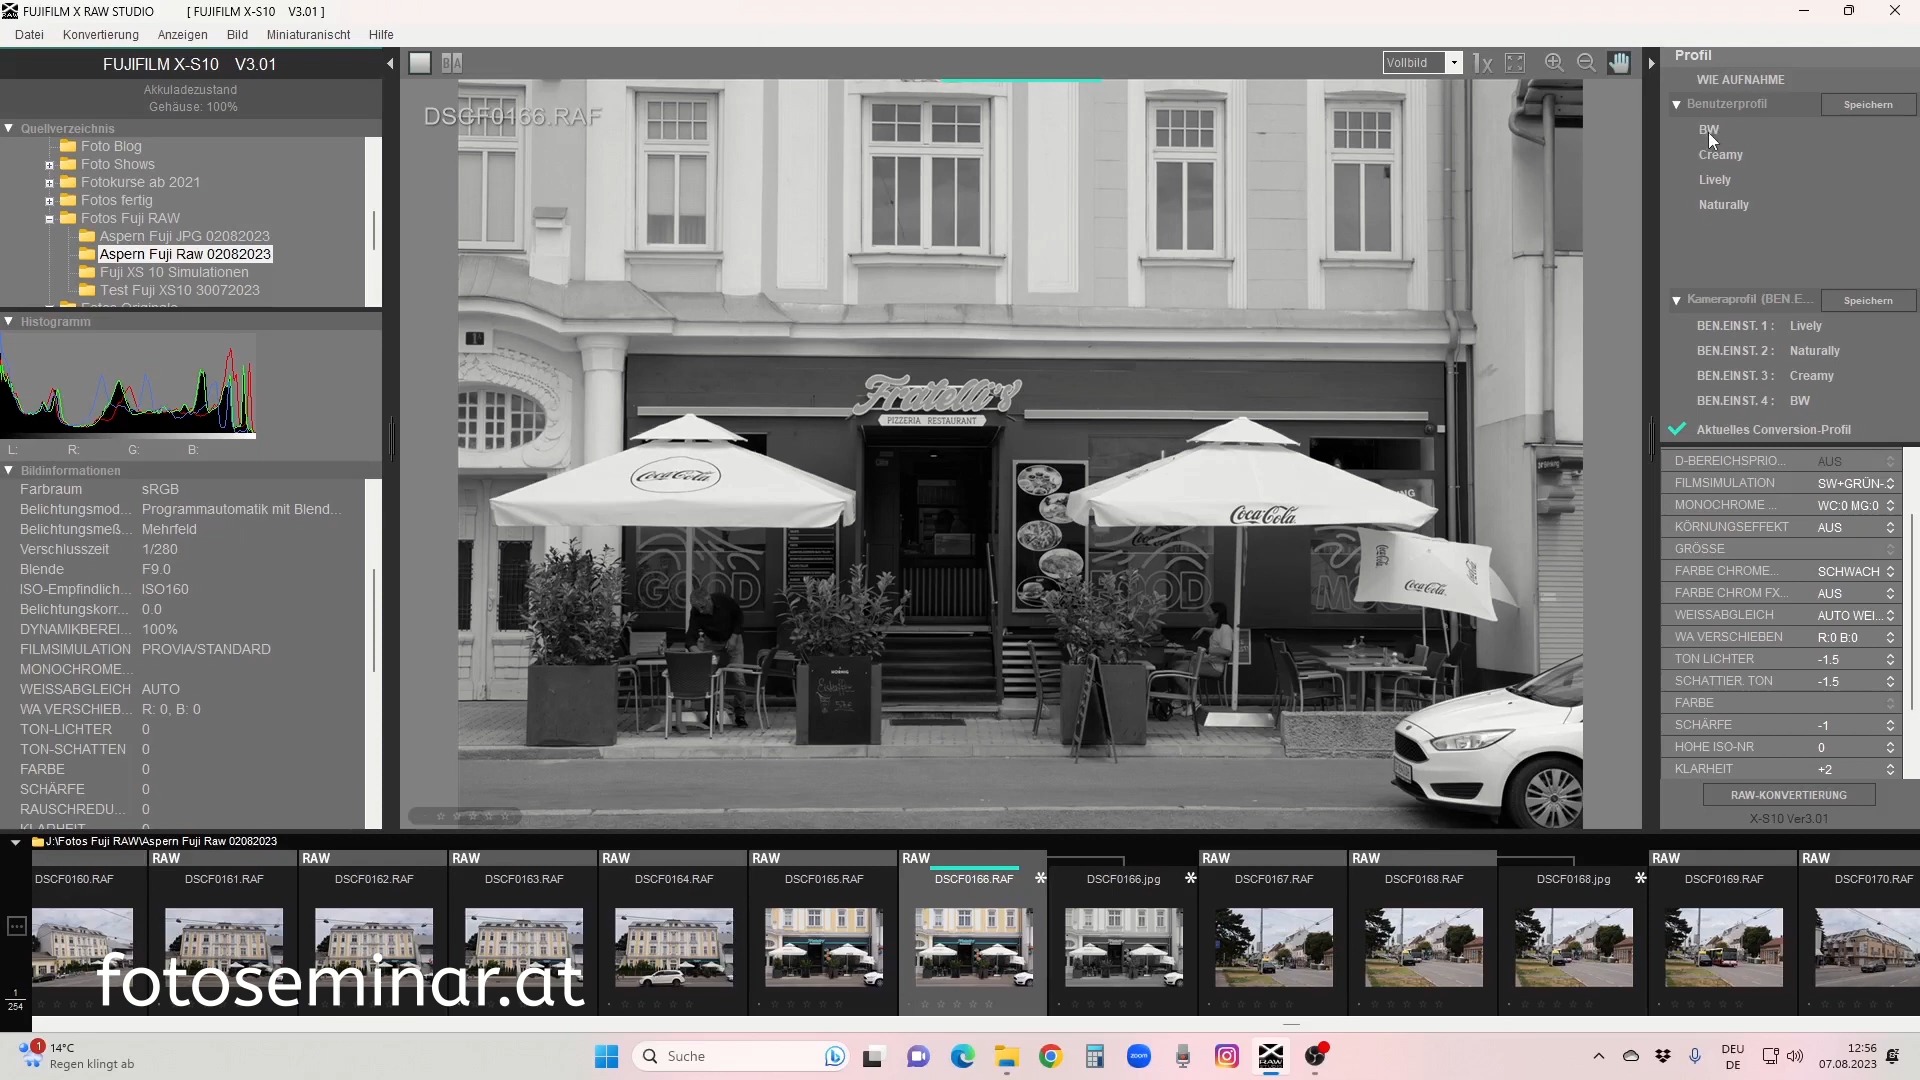 FUJIFILM X RAW STUDIO [ FUJIFILM X-S10 V3.01 ]
Datei Konvertierung Anzeigen Bild Miniaturansicht Hilfe
FUJIFILM X-S10 V3.01
Akkuladezustand
Gehäuse: 100%
Quellverzeichnis
Foto Blog
Foto Shows
Fotokurse ab 2021
Fotos fertig
Fotos Fuji RAW
Aspern Fuji JPG 02082023
Aspern Fuji Raw 02082023
Fuji XS 10 Simulationen
Test Fuji XS10 30072023
Histogramm
L: R: G: B:
Bildinformationen
Farbraum sRGB
Belichtungsmod... Programmautomatik mit Blend...
Belichtungsmeß... Mehrfeld
Verschlusszeit 1/280
Blende F9.0
ISO-Empfindlich... ISO160
Belichtungskorr... 0.0
DYNAMIKBEREI... 100%
FILMSIMULATION PROVIA/STANDARD
MONOCHROME...
WEISSABGLEICH AUTO
WA VERSCHIEB... R: 0, B: 0
TON-LICHTER 0
TON-SCHATTEN 0
FARBE 0
SCHÄRFE 0
RAUSCHREDU... 0
KLARHEIT 0
BA
Vollbild 1x
DSCF0166.RAF
Fratelli's
PIZZERIA RESTAURANT
Coca-Cola
Coca-Cola
Coca-Cola
GOOD
Profil
WIE AUFNAHME
Benutzerprofil Speichern
BW
Creamy
Lively
Naturally
Kameraprofil (BEN.E... Speichern
BEN.EINST. 1 : Lively
BEN.EINST. 2 : Naturally
BEN.EINST. 3 : Creamy
BEN.EINST. 4 : BW
Aktuelles Conversion-Profil
D-BEREICHSPRIO... AUS
FILMSIMULATION SW+GRÜN-.
MONOCHROME ... WC:0 MG:0
KÖRNUNGSEFFEKT AUS
GRÖSSE
FARBE CHROME... SCHWACH
FARBE CHROM FX... AUS
WEISSABGLEICH AUTO WEI...
WA VERSCHIEBEN R:0 B:0
TON LICHTER -1.5
SCHATTIER. TON -1.5
FARBE
SCHÄRFE -1
HOHE ISO-NR 0
KLARHEIT +2
RAW-KONVERTIERUNG
X-S10 Ver3.01
J:\Fotos Fuji RAW\Aspern Fuji Raw 02082023
RAW RAW RAW RAW RAW RAW RAW RAW RAW RAW
DSCF0160.RAF DSCF0161.RAF DSCF0162.RAF DSCF0163.RAF DSCF0164.RAF DSCF0165.RAF DSCF0166.RAF DSCF0166.jpg DSCF0167.RAF DSCF0168.RAF DSCF0168.jpg DSCF0169.RAF DSCF0170.RAF
1
254
fotoseminar.at
1 14°C
Regen klingt ab
Suche
zoom
RAW
DEU
DE
12:56
07.08.2023